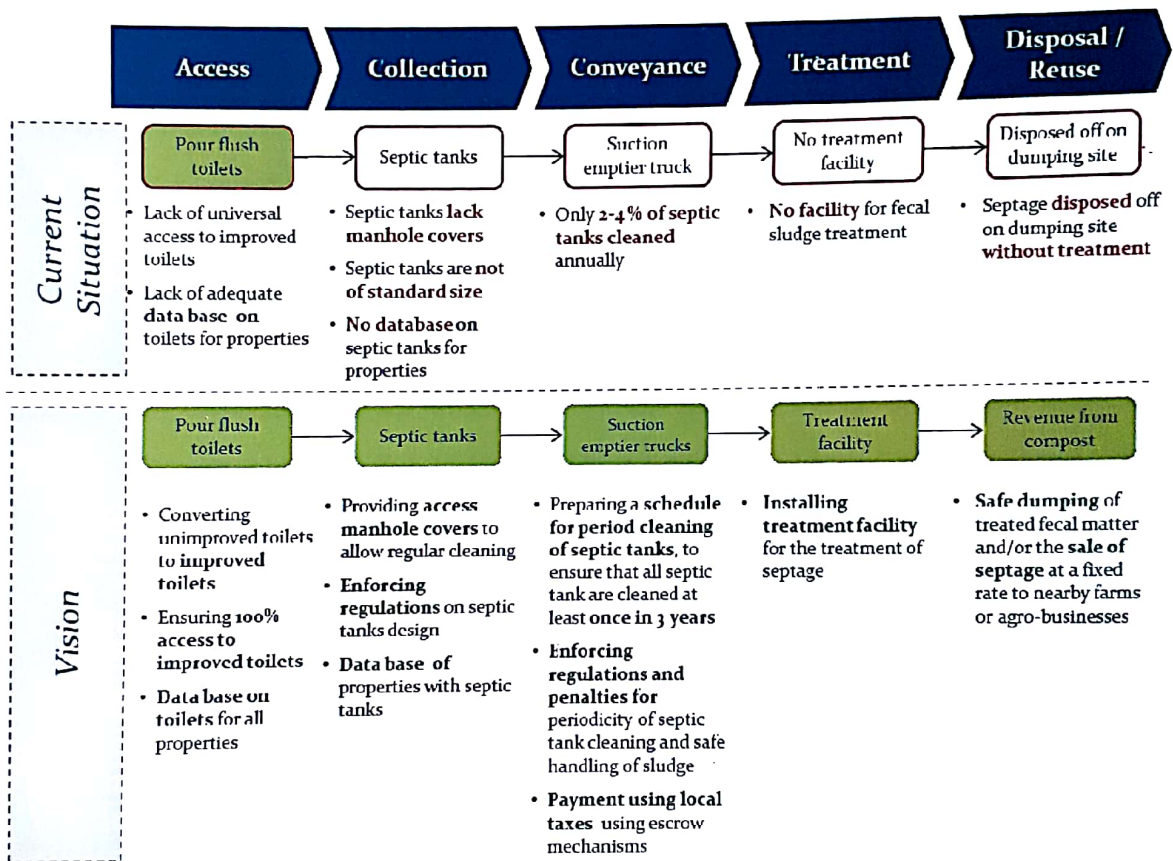 Access
Collection
Conveyance
Treatment
Disposal /
Reuse
Current
Situation
Pour flush
toilets
Septic tanks
Suction
emptier truck
No treatment
facility
Disposed off on
dumping site
• Lack of universal
access to improved
toilets
• Lack of adequate
data base on
toilets for properties
• Septic tanks lack
manhole covers
• Septic tanks are not
of standard size
• No database on
septic tanks for
properties
• Only 2-4% of septic
tanks cleaned
annually
• No facility for fecal
sludge treatment
• Septage disposed off
on dumping site
without treatment
Vision
Pour flush
toilets
Septic tanks
Suction
emptier trucks
Treatment
facility
Revenue from
compost
• Converting
unimproved toilets
to improved
toilets
• Ensuring 100%
access to
improved toilets
• Data base on
toilets for all
properties
• Providing access
manhole covers to
allow regular cleaning
• Enforcing
regulations on septic
tanks design
• Data base of
properties with septic
tanks
• Preparing a schedule
for period cleaning
of septic tanks, to
ensure that all septic
tank are cleaned at
least once in 3 years
• Enforcing
regulations and
penalties for
periodicity of septic
tank cleaning and safe
handling of sludge
• Payment using local
taxes using escrow
mechanisms
• Installing
treatment facility
for the treatment of
septage
• Safe dumping of
treated fecal matter
and/or the sale of
septage at a fixed
rate to nearby farms
or agro-businesses